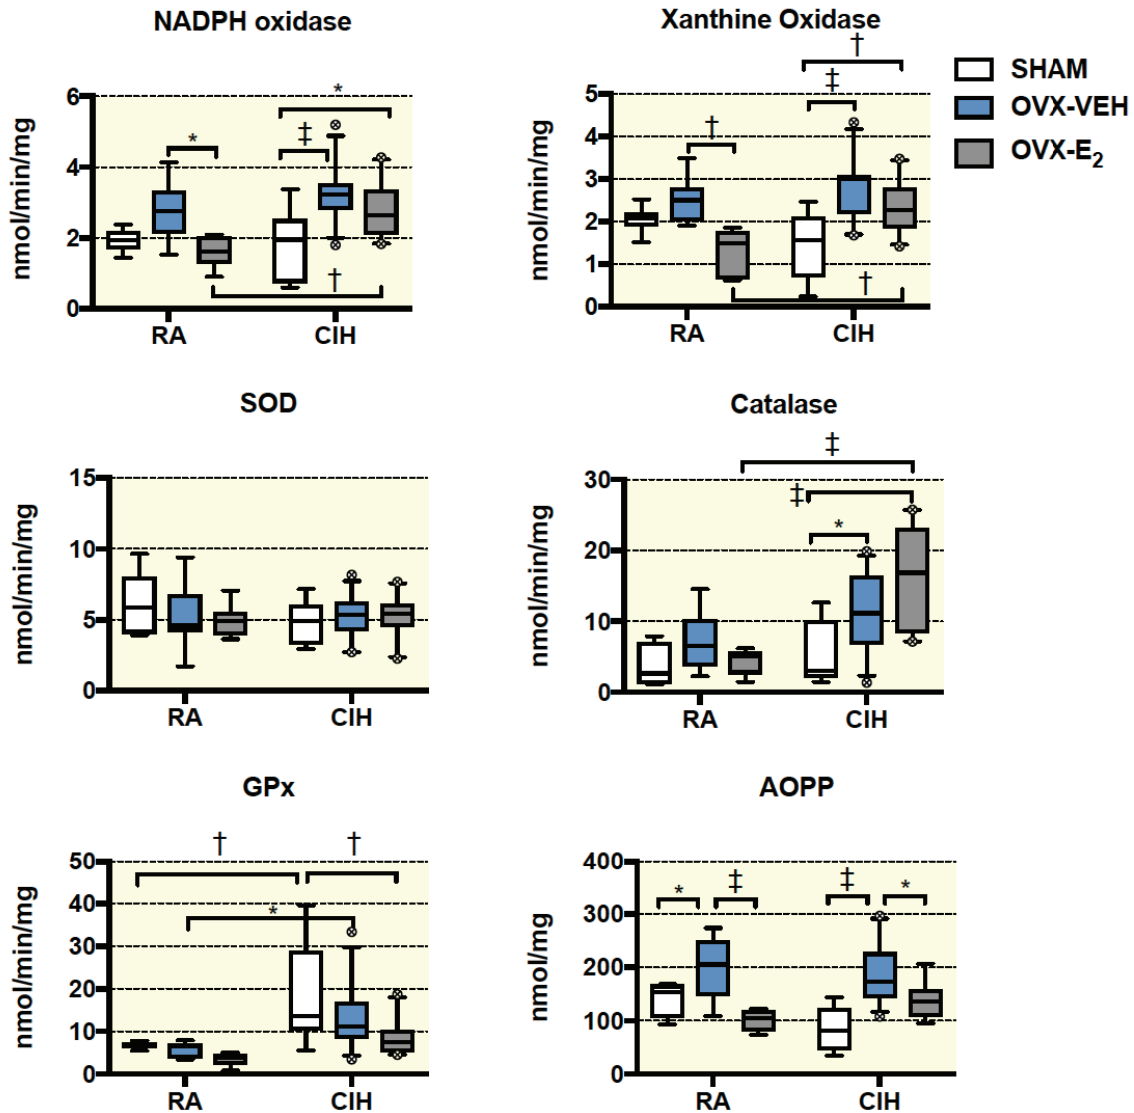 NADPH oxidase
nmol/min/mg
6
4
2
0
*
*
‡
†
RA
CIH
Xanthine Oxidase
nmol/min/mg
5
4
3
2
1
0
†
†
‡
†
RA
CIH
SHAM
OVX-VEH
OVX-E₂
SOD
nmol/min/mg
15
10
5
0
RA
CIH
Catalase
nmol/min/mg
30
20
10
0
‡
‡
*
RA
CIH
GPx
nmol/min/mg
50
40
30
20
10
0
†
†
*
RA
CIH
AOPP
nmol/mg
400
300
200
100
0
*
‡
‡
*
RA
CIH